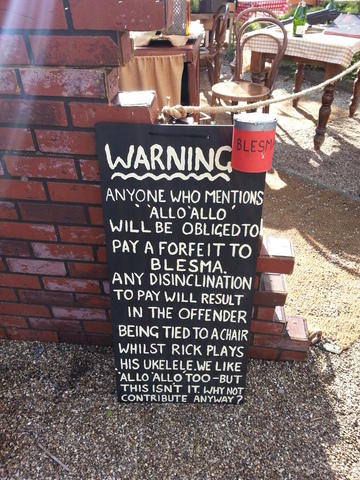 WARNING
BLESMA
ANYONE WHO MENTIONS
'ALLO 'ALLO'
WILL BE OBLIGED TO
PAY A FORFEIT TO
BLESMA.
ANY DISINCLINATION
TO PAY WILL RESULT
IN THE OFFENDER
BEING TIED TO A CHAIR
WHILST RICK PLAYS
HIS UKELELE. WE LIKE
'ALLO 'ALLO TOO - BUT
THIS ISN'T IT. WHY NOT
CONTRIBUTE ANYWAY?